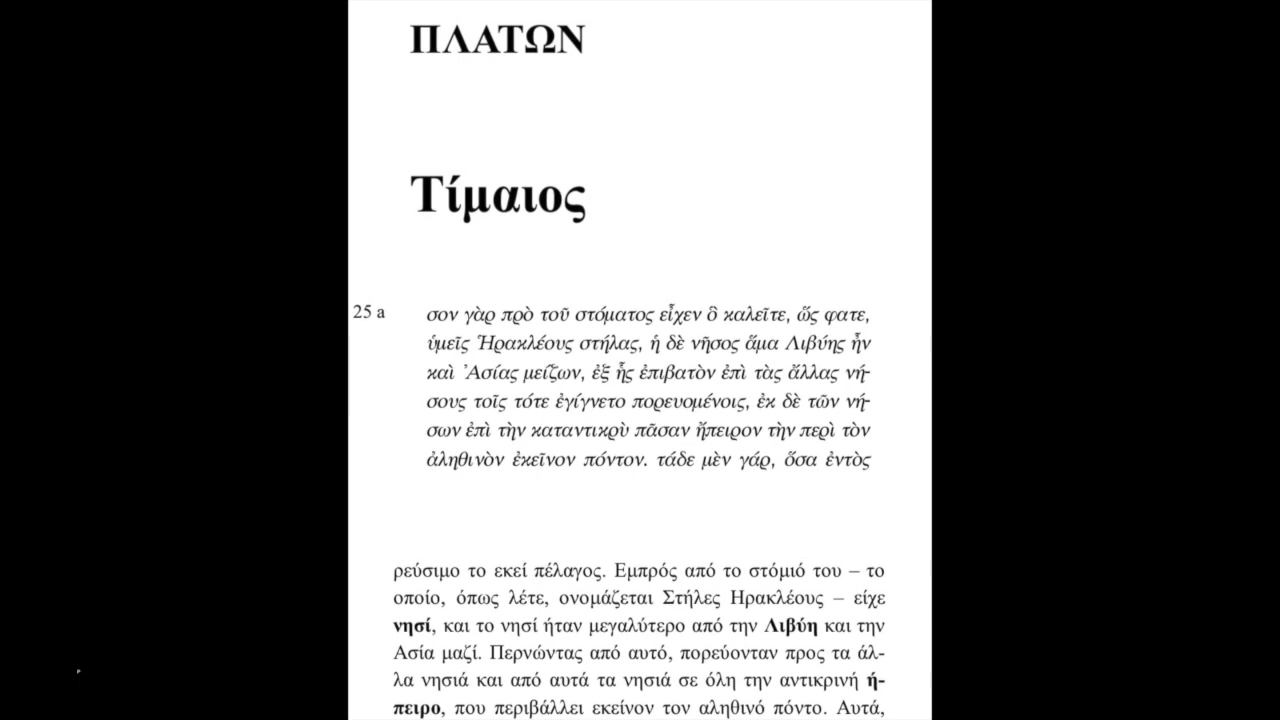 ΠΛΑΤΩΝ
Τίμαιος
25 a
σον γὰρ πρὸ τοῦ στόματος εἶχεν ὃ καλεῖτε, ὥς φατε,
ὑμεῖς Ἡρακλέους στήλας, ἡ δὲ νῆσος ἅμα Λιβύης ἦν
καὶ Ἀσίας μείζων, ἐξ ἧς ἐπιβατὸν ἐπὶ τὰς ἄλλας νή-
σους τοῖς τότε ἐγίγνετο πορευομένοις, ἐκ δὲ τῶν νή-
σων ἐπὶ τὴν καταντικρὺ πᾶσαν ἤπειρον τὴν περὶ τὸν
ἀληθινὸν ἐκεῖνον πόντον. τάδε μὲν γάρ, ὅσα ἐντὸς
ρεύσιμο το εκεί πέλαγος. Εμπρός από το στόμιό του – το
οποίο, όπως λέτε, ονομάζεται Στήλες Ηρακλέους – είχε
νησί, και το νησί ήταν μεγαλύτερο από την Λιβύη και την
Ασία μαζί. Περνώντας από αυτό, πορεύονταν προς τα άλ-
λα νησιά και από αυτά τα νησιά σε όλη την αντικρινή ή-
πειρο, που περιβάλλει εκείνον τον αληθινό πόντο. Αυτά,